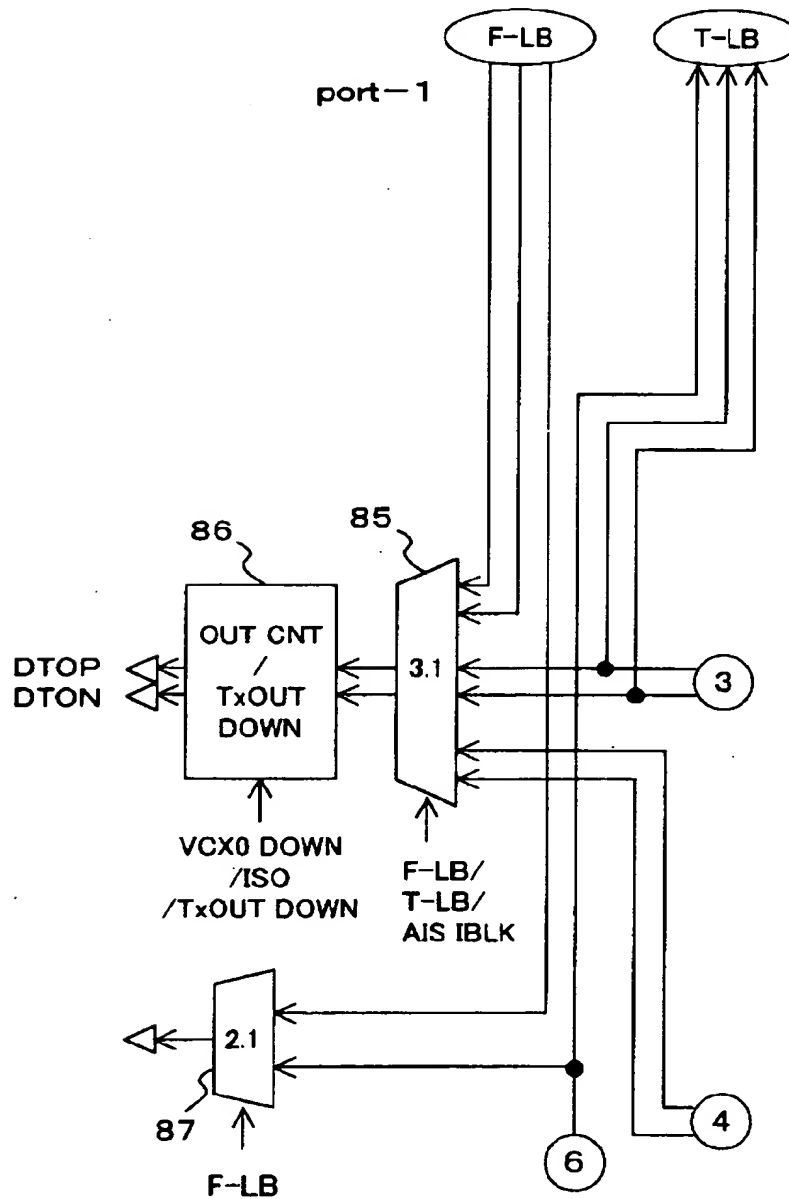 F-LB
T-LB
port-1
85
86
OUT CNT
/
TxOUT
DOWN
3.1
DTOP
DTON
3
VCX0 DOWN
/ISO
/TxOUT DOWN
F-LB/
T-LB/
AIS IBLK
2.1
87
4
6
F-LB